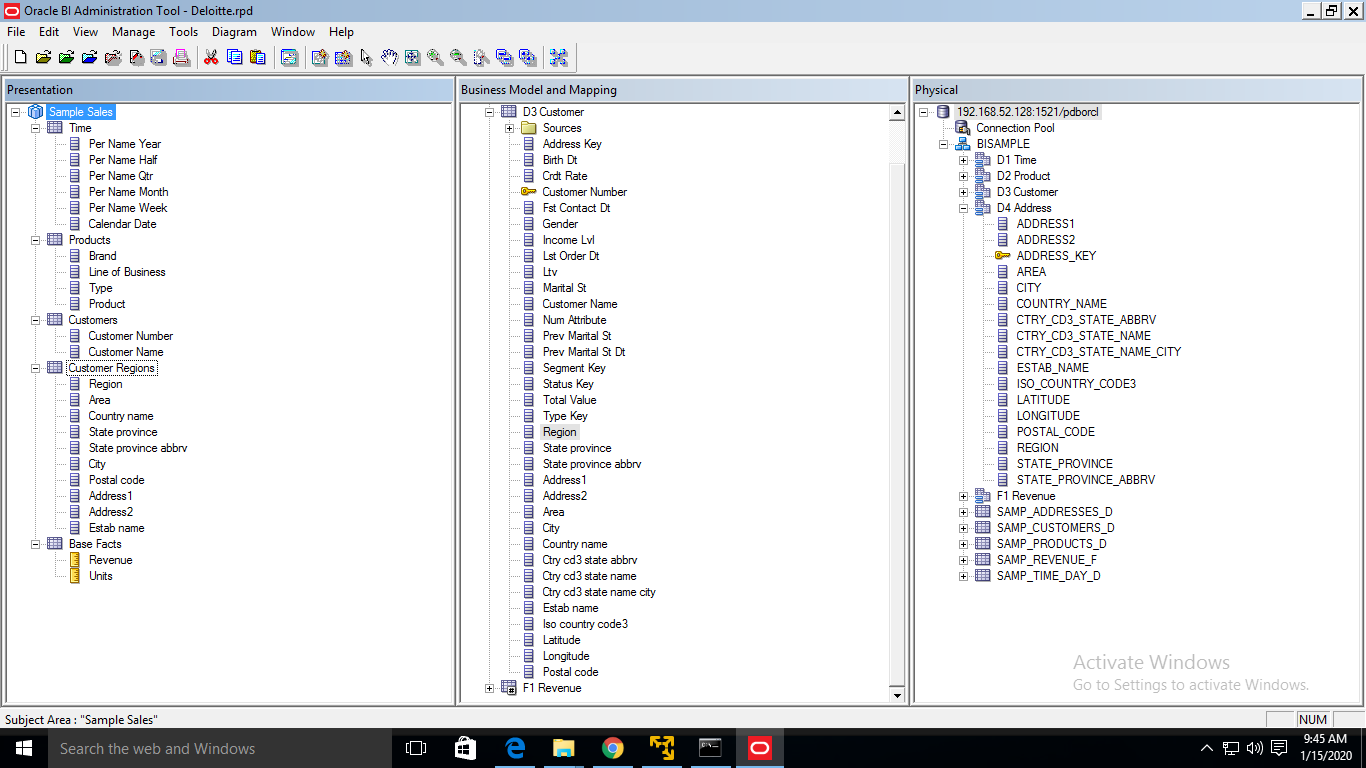 Oracle BI Administration Tool - Deloitte.rpd
File Edit View Manage Tools Diagram Window Help
Presentation
Sample Sales
Time
Per Name Year
Per Name Half
Per Name Qtr
Per Name Month
Per Name Week
Calendar Date
Products
Brand
Line of Business
Type
Product
Customers
Customer Number
Customer Name
Customer Regions
Region
Area
Country name
State province
State province abbrv
City
Postal code
Address1
Address2
Estab name
Base Facts
Revenue
Units
Business Model and Mapping
D3 Customer
Sources
Address Key
Birth Dt
Crdt Rate
Customer Number
Fst Contact Dt
Gender
Income Lvl
Lst Order Dt
Ltv
Marital St
Customer Name
Num Attribute
Prev Marital St
Prev Marital St Dt
Segment Key
Status Key
Total Value
Type Key
Region
State province
State province abbrv
Address1
Address2
Area
City
Country name
Ctry cd3 state abbrv
Ctry cd3 state name
Ctry cd3 state name city
Estab name
Iso country code3
Latitude
Longitude
Postal code
F1 Revenue
Physical
192.168.52.128:1521/pdborcl
Connection Pool
BISAMPLE
D1 Time
D2 Product
D3 Customer
D4 Address
ADDRESS1
ADDRESS2
ADDRESS_KEY
AREA
CITY
COUNTRY_NAME
CTRY_CD3_STATE_ABBRV
CTRY_CD3_STATE_NAME
CTRY_CD3_STATE_NAME_CITY
ESTAB_NAME
ISO_COUNTRY_CODE3
LATITUDE
LONGITUDE
POSTAL_CODE
REGION
STATE_PROVINCE
STATE_PROVINCE_ABBRV
F1 Revenue
SAMP_ADDRESSES_D
SAMP_CUSTOMERS_D
SAMP_PRODUCTS_D
SAMP_REVENUE_F
SAMP_TIME_DAY_D
Activate Windows
Go to Settings to activate Windows.
Subject Area : "Sample Sales"
NUM
Search the web and Windows
9:45 AM
1/15/2020